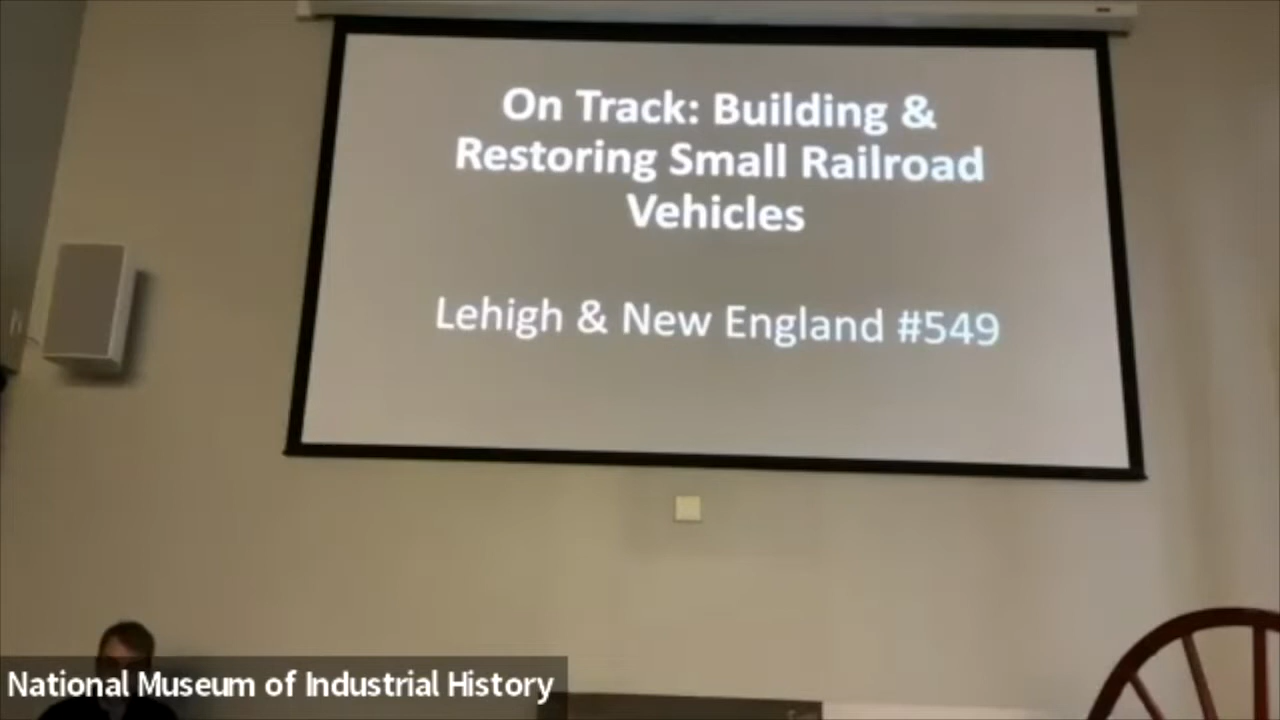 On Track: Building &
Restoring Small Railroad
Vehicles
Lehigh & New England #549
National Museum of Industrial History